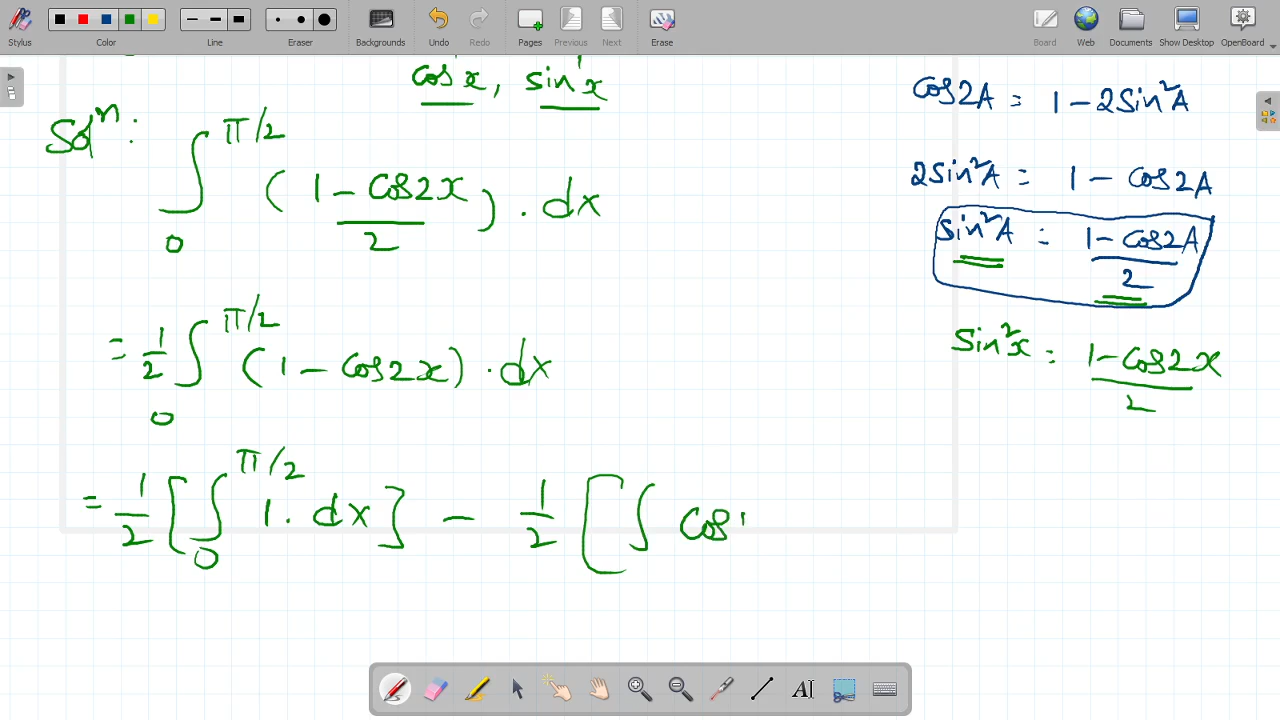 Stylus Color Line Eraser Backgrounds Undo Redo Pages Previous Next Erase Board Web Documents Show Desktop OpenBoard
cos¹x, sin¹x
Solⁿ: ∫₀^π/2 (1 - cos2x / 2) . dx
= 1/2 ∫₀^π/2 (1 - cos2x) . dx
= 1/2 [∫₀^π/2 1. dx] - 1/2 [∫ cos
cos2A = 1 - 2sin²A
2sin²A = 1 - cos2A
sin²A = 1 - cos2A / 2
sin²x = 1 - cos2x / 2